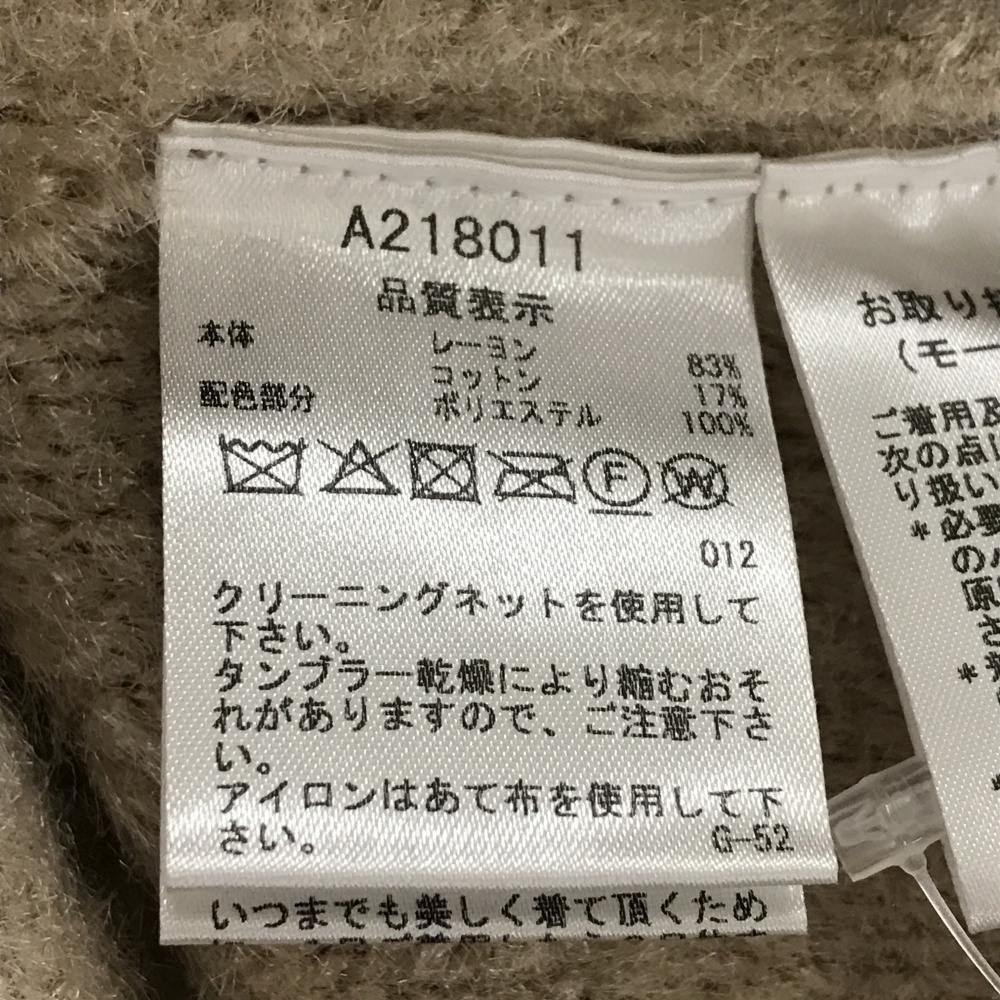 A218011
品質表示
本体 レーヨン 83%
コットン 17%
配色部分 ポリエステル 100%
F W
012
クリーニングネットを使用して
下さい。
タンブラー乾燥により縮むおそ
れがありますので、ご注意下さ
い。
アイロンはあて布を使用して下
さい。
G-52
いつまでも美しく着て頂くため
お取り
(モー
ご着用及
次の点
り扱い
*必要
の
原
さ
*